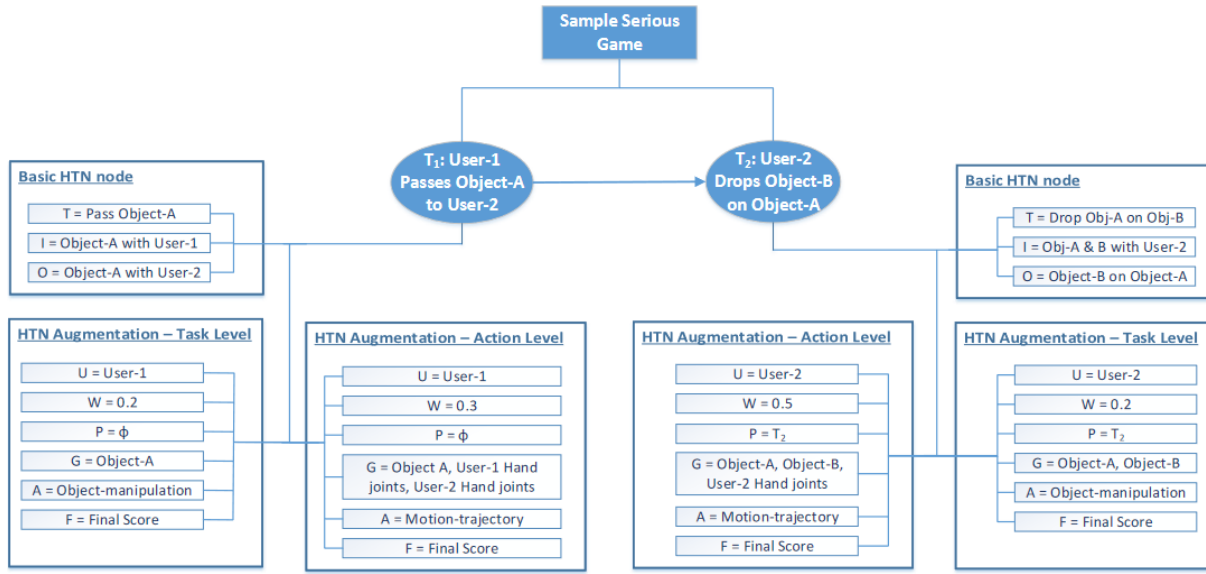 Sample Serious
Game
T₁: User-1
Passes Object-A
to User-2
T₂: User-2
Drops Object-B
on Object-A
Basic HTN node
T = Pass Object-A
I = Object-A with User-1
O = Object-A with User-2
Basic HTN node
T = Drop Obj-A on Obj-B
I = Obj-A & B with User-2
O = Object-B on Object-A
HTN Augmentation – Task Level
U = User-1
W = 0.2
P = ф
G = Object-A
A = Object-manipulation
F = Final Score
HTN Augmentation – Action Level
U = User-1
W = 0.3
P = ф
G = Object A, User-1 Hand
joints, User-2 Hand joints
A = Motion-trajectory
F = Final Score
HTN Augmentation – Action Level
U = User-2
W = 0.5
P = T₂
G = Object-A, Object-B,
User-2 Hand joints
A = Motion-trajectory
F = Final Score
HTN Augmentation – Task Level
U = User-2
W = 0.2
P = T₂
G = Object-A, Object-B
A = Object-manipulation
F = Final Score